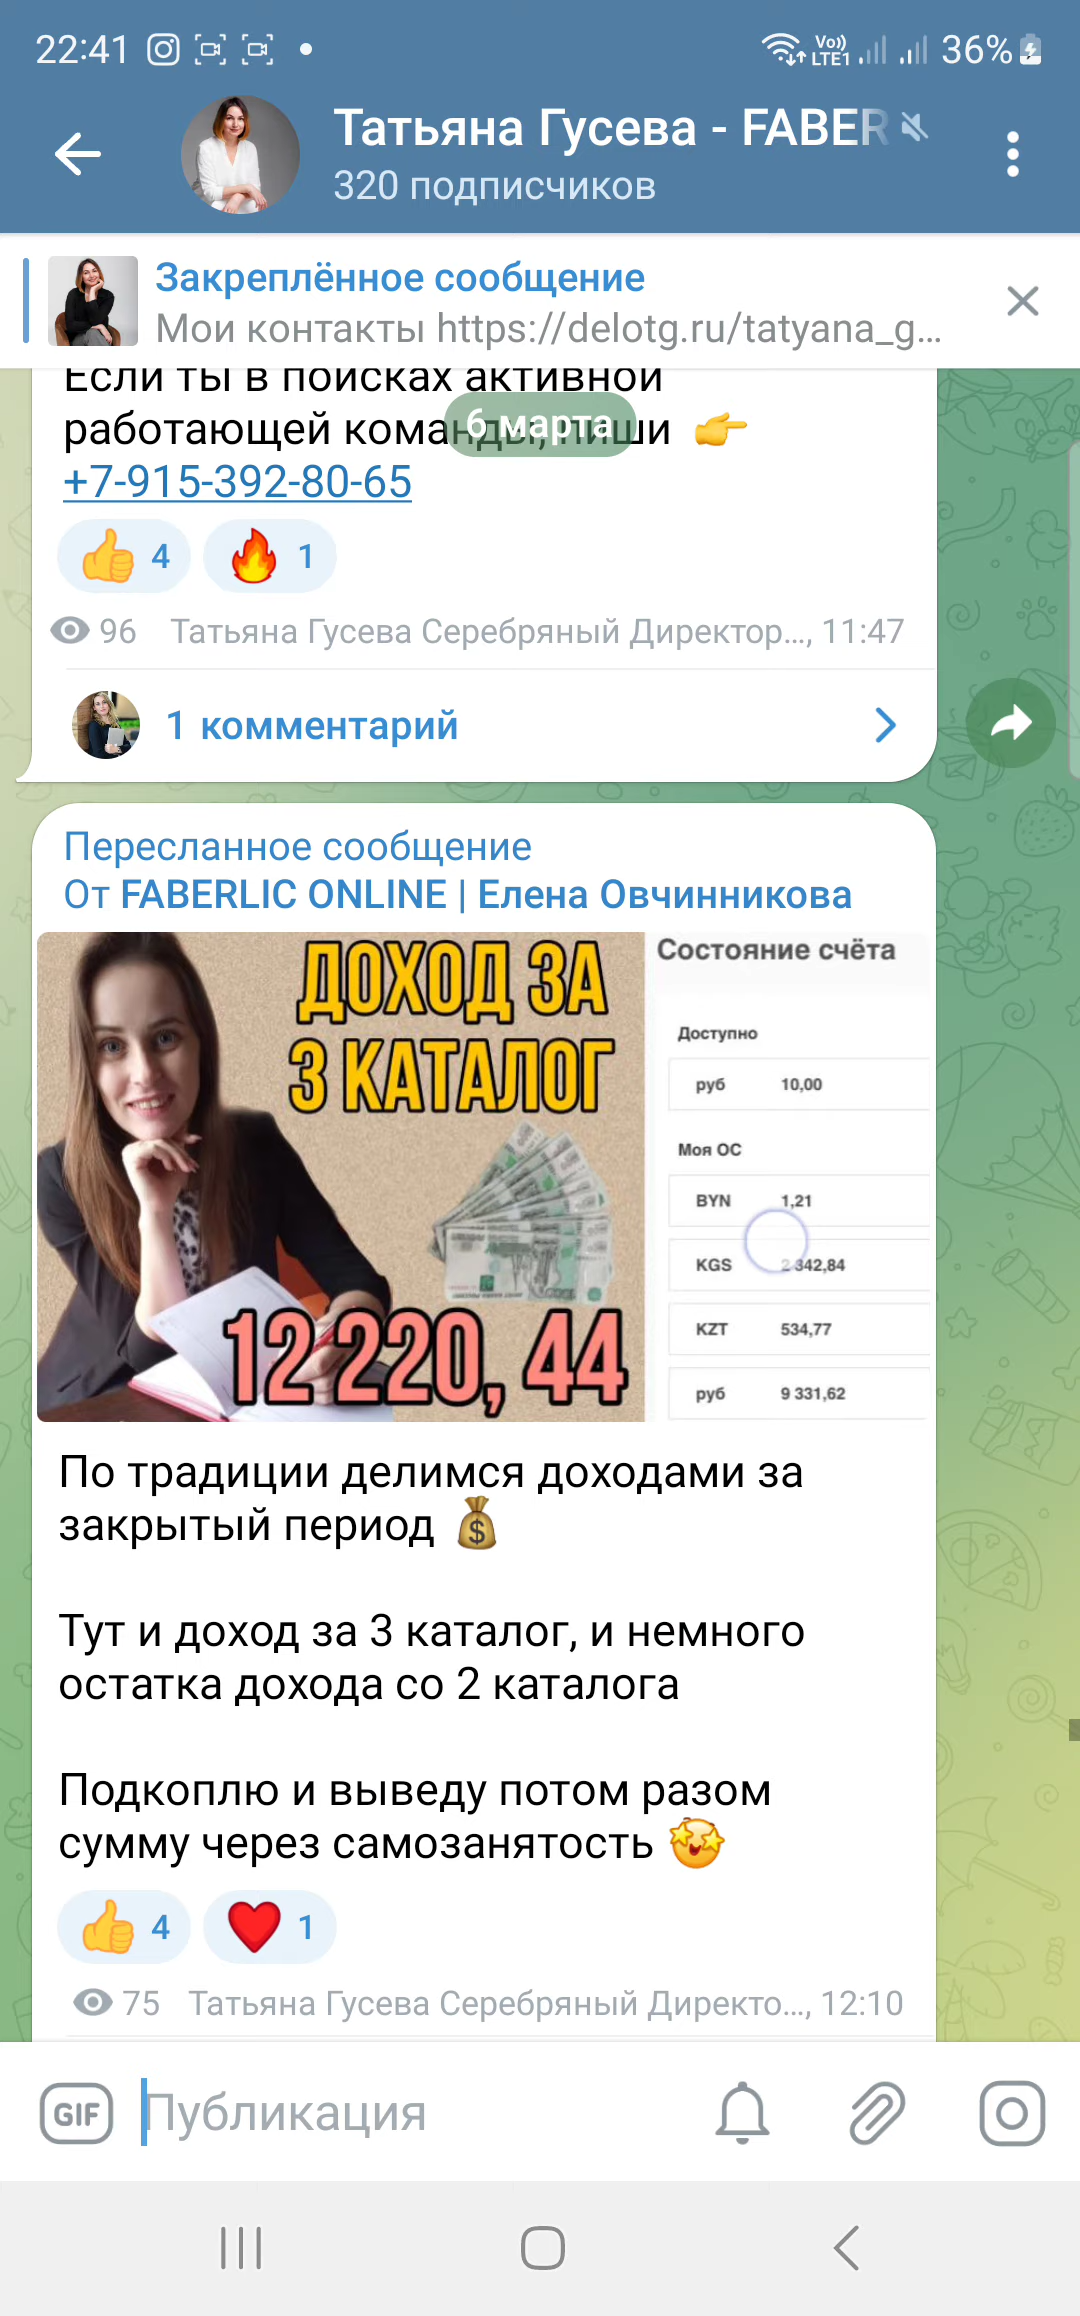 22:41
Vo))
LTE1
36%
Татьяна Гусева - FABER
320 подписчиков
Закреплённое сообщение
Мои контакты https://delotg.ru/tatyana_g...
Если ты в поисках активной
работающей команды, пиши 👉
6 марта
+7-915-392-80-65
👍 4 🔥 1
96 Татьяна Гусева Серебряный Директор..., 11:47
1 комментарий
Пересланное сообщение
От FABERLIC ONLINE | Елена Овчинникова
ДОХОД ЗА
3 КАТАЛОГ
12 220, 44
Состояние счёта
Доступно
руб 10,00
Моя ОС
BYN 1,21
KGS 2 342,84
KZT 534,77
руб 9 331,62
По традиции делимся доходами за
закрытый период 💰
Тут и доход за 3 каталог, и немного
остатка дохода со 2 каталога
Подкоплю и выведу потом разом
сумму через самозанятость 🤩
👍 4 ❤️ 1
75 Татьяна Гусева Серебряный Директо..., 12:10
GIF
Публикация